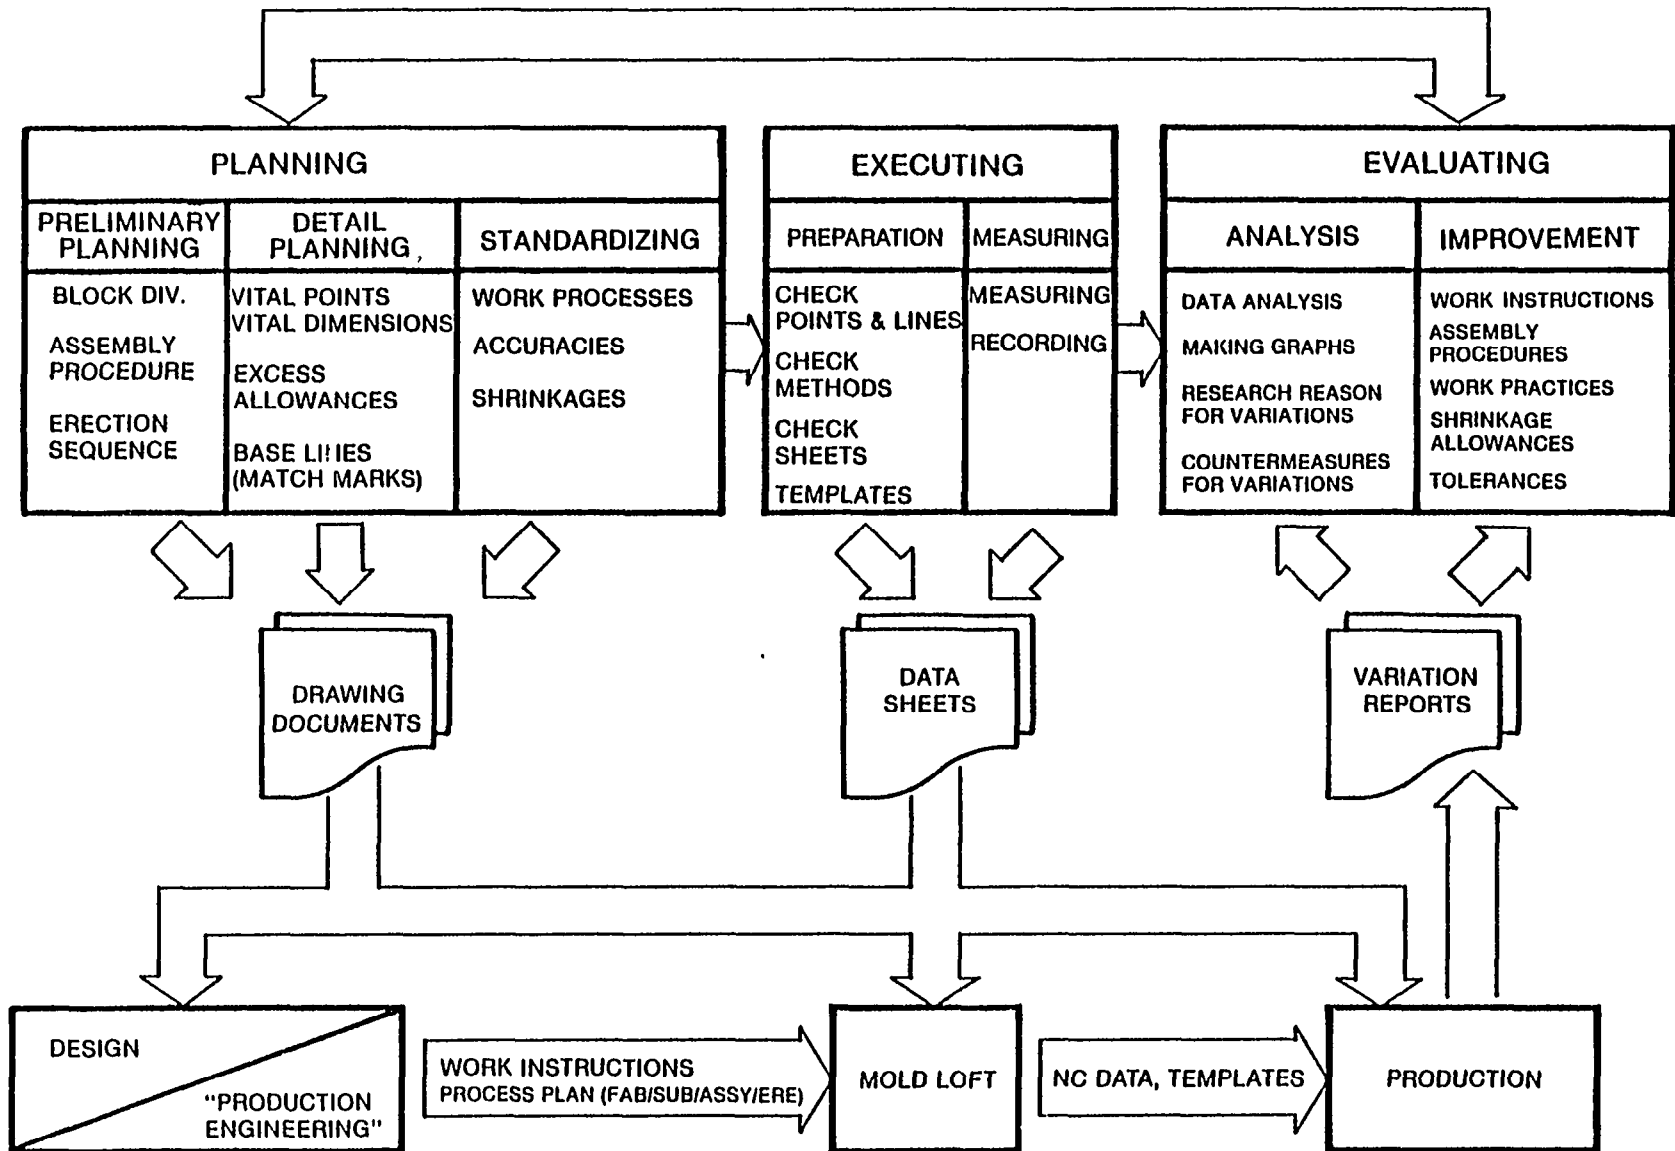 PLANNING
PRELIMINARY
PLANNING
DETAIL
PLANNING,
STANDARDIZING
BLOCK DIV.
ASSEMBLY
PROCEDURE
ERECTION
SEQUENCE
VITAL POINTS
VITAL DIMENSIONS
EXCESS
ALLOWANCES
BASE LINES
(MATCH MARKS)
WORK PROCESSES
ACCURACIES
SHRINKAGES
EXECUTING
PREPARATION
MEASURING
CHECK
POINTS & LINES
CHECK
METHODS
CHECK
SHEETS
TEMPLATES
MEASURING
RECORDING
EVALUATING
ANALYSIS
IMPROVEMENT
DATA ANALYSIS
MAKING GRAPHS
RESEARCH REASON
FOR VARIATIONS
COUNTERMEASURES
FOR VARIATIONS
WORK INSTRUCTIONS
ASSEMBLY
PROCEDURES
WORK PRACTICES
SHRINKAGE
ALLOWANCES
TOLERANCES
DRAWING
DOCUMENTS
DATA
SHEETS
VARIATION
REPORTS
DESIGN
"PRODUCTION
ENGINEERING"
WORK INSTRUCTIONS
PROCESS PLAN (FAB/SUB/ASSY/ERE)
MOLD LOFT
NC DATA, TEMPLATES
PRODUCTION